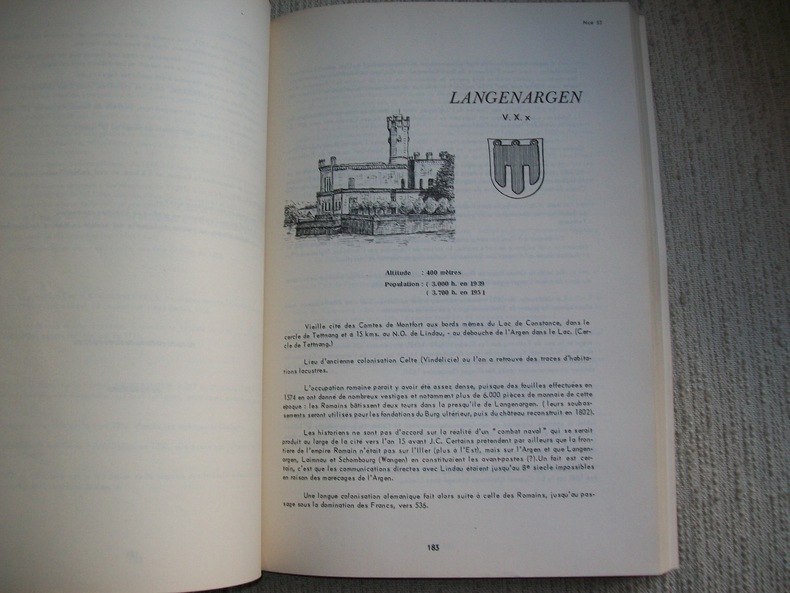 LANGENARGEN
V. X. x
Altitude : 400 mètres
Population : ( 3.000 h. en 1939
( 3.700 h. en 1951
Vieille cité des Comtes de Montfort aux bords mêmes du Lac de Constance, dans le
cercle de Tettnang et à 15 kms. au N.O. de Lindau, - au debouche de l'Argen dans le Lac. (Cer-
cle de Tettnang.)
Lieu d'ancienne colonisation Celte (Vindélicie) ou l'on a retrouvé des traces d'habita-
tions lacustres.
L'occupation romaine parait y avoir été assez dense, puisque des fouilles effectuées en
1574 en ont donné de nombreux vestiges et notamment plus de 6.000 pièces de monnaie de cette
epoque : les Romains bâtissent deux tours dans la presqu'île de Langenargen. ( leurs soubas-
sements seront utilisés pour les fondations du Burg ultérieur, puis du château reconstruit en 1802).
Les historiens ne sont pas d'accord sur la réalité d'un "combat naval" qui se serait
produit au large de la cité vers l'an 15 avant J.C. Certains pretendent par ailleurs que la fron-
tière de l'empire Romain n'était pas sur l'Iller (plus à l'Est), mais sur l'Argen et que Langen-
argen, Laimnau et Schombourg (Wangen) en constituaient les avant-postes (?).Un fait est cer-
tain, c'est que les communications directes avec Lindau étaient jusqu'au 8e siecle impossibles
en raison des marécages de l'Argen.
Une longue colonisation alemanique fait alors suite à celle des Romains, jusqu'au pas-
sage sous la domination des Francs, vers 536.
183